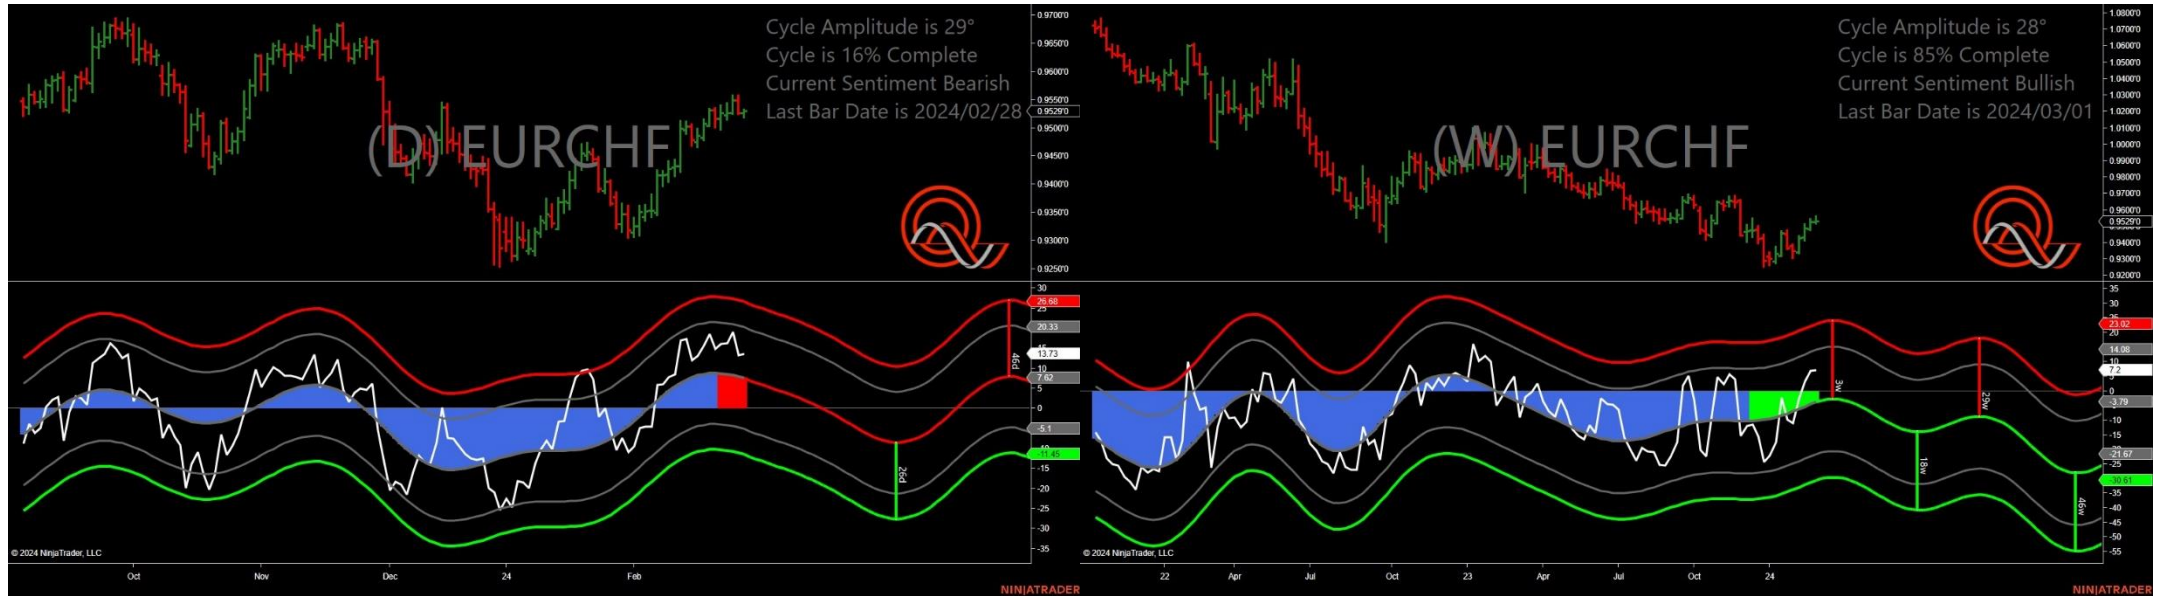 Cycle Amplitude is 29°
Cycle is 16% Complete
Current Sentiment Bearish
Last Bar Date is 2024/02/28
(D) EURCHF
0.9700'0
0.9650'0
0.9600'0
0.9550'0
0.9529'0
0.9500'0
0.9450'0
0.9400'0
0.9350'0
0.9300'0
0.9250'0
30
26.68
25
20.33
15
13.73
10
7.62
5
0
-5.1
-10
-11.45
-15
-20
-25
-30
-35
46d
26d
© 2024 NinjaTrader, LLC
Oct
Nov
Dec
24
Feb
NINJATRADER
Cycle Amplitude is 28°
Cycle is 85% Complete
Current Sentiment Bullish
Last Bar Date is 2024/03/01
(W) EURCHF
1.0800'0
1.0600'0
1.0500'0
1.0400'0
1.0300'0
1.0200'0
1.0100'0
1.0000'0
0.9900'0
0.9800'0
0.9700'0
0.9600'0
0.9529'0
0.9400'0
0.9300'0
0.9200'0
35
30
23.02
20
14.08
10
7.2
5
0
-3.79
-10
-15
-21.67
-25
-30.61
-35
-40
-45
-50
-55
3w
29w
18w
46w
© 2024 NinjaTrader, LLC
22
Apr
Jul
Oct
23
Apr
Jul
Oct
24
NINJATRADER